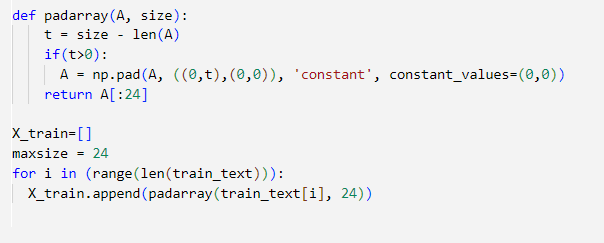 def padarray(A, size):
    t = size - len(A)
    if(t>0):
      A = np.pad(A, ((0,t),(0,0)), 'constant', constant_values=(0,0))
    return A[:24]

X_train=[]
maxsize = 24
for i in (range(len(train_text))):
  X_train.append(padarray(train_text[i], 24))